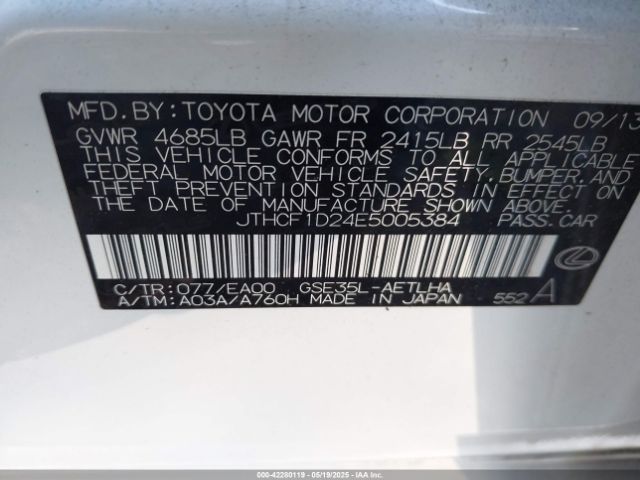 MFD. BY: TOYOTA MOTOR CORPORATION 09/13
GVWR 4685LB GAWR FR 2415LB RR 2545LB
THIS VEHICLE CONFORMS TO ALL APPLICABLE
FEDERAL MOTOR VEHICLE SAFETY, BUMPER, AND
THEFT PREVENTION STANDARDS IN EFFECT ON
THE DATE OF MANUFACTURE SHOWN ABOVE.
JTHCF1D24E5005384 PASS. CAR
C/TR: 077/EA00 GSE35L-AETLHA
A/TM: A03A/A760H MADE IN JAPAN 552 A
000-42280119 - 05/19/2025 - IAAI.COM